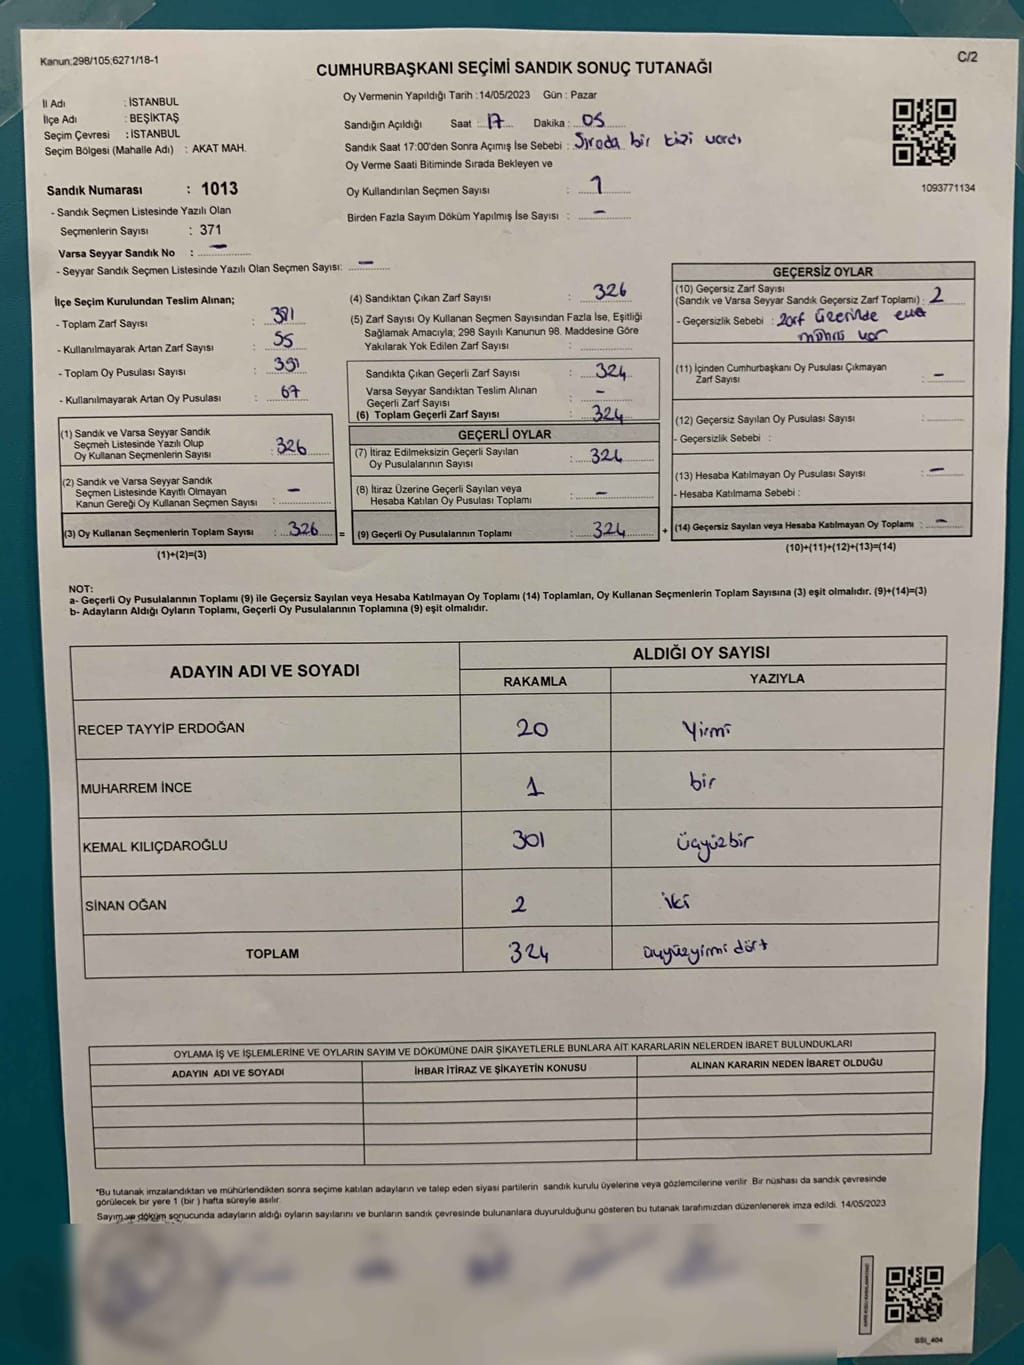 Kanun:298/105;6271/18-1
C/2
CUMHURBAŞKANI SEÇİMİ SANDIK SONUÇ TUTANAĞI
İl Adı : İSTANBUL
İlçe Adı : BEŞİKTAŞ
Seçim Çevresi : İSTANBUL
Seçim Bölgesi (Mahalle Adı) : AKAT MAH.
Sandık Numarası : 1013
- Sandık Seçmen Listesinde Yazılı Olan
Seçmenlerin Sayısı : 371
Varsa Seyyar Sandık No : —
- Seyyar Sandık Seçmen Listesinde Yazılı Olan Seçmen Sayısı: —
Oy Vermenin Yapıldığı Tarih :14/05/2023 Gün : Pazar
Sandığın Açıldığı Saat : 17 Dakika : 05
Sandık Saat 17:00'den Sonra Açımış İse Sebebi : Sırada bir kişi vardı
Oy Verme Saati Bitiminde Sırada Bekleyen ve
Oy Kullandırılan Seçmen Sayısı : 1
Birden Fazla Sayım Döküm Yapılmış İse Sayısı : —
1093771134
İlçe Seçim Kurulundan Teslim Alınan;
- Toplam Zarf Sayısı : 381
- Kullanılmayarak Artan Zarf Sayısı : 55
- Toplam Oy Pusulası Sayısı : 391
- Kullanılmayarak Artan Oy Pusulası : 67
(1) Sandık ve Varsa Seyyar Sandık
Seçmen Listesinde Yazılı Olup
Oy Kullanan Seçmenlerin Sayısı : 326
(2) Sandık ve Varsa Seyyar Sandık
Seçmen Listesinde Kayıtlı Olmayan
Kanun Gereği Oy Kullanan Seçmen Sayısı : —
(3) Oy Kullanan Seçmenlerin Toplam Sayısı : 326 =
(1)+(2)=(3)
(4) Sandıktan Çıkan Zarf Sayısı : 326
(5) Zarf Sayısı Oy Kullanan Seçmen Sayısından Fazla İse, Eşitliği
Sağlamak Amacıyla; 298 Sayılı Kanunun 98. Maddesine Göre
Yakılarak Yok Edilen Zarf Sayısı :
Sandıkta Çıkan Geçerli Zarf Sayısı : 324
Varsa Seyyar Sandıktan Teslim Alınan
Geçerli Zarf Sayısı : —
(6) Toplam Geçerli Zarf Sayısı : 324
GEÇERLİ OYLAR
(7) İtiraz Edilmeksizin Geçerli Sayılan
Oy Pusulalarının Sayısı : 324
(8) İtiraz Üzerine Geçerli Sayılan veya
Hesaba Katılan Oy Pusulası Toplamı : —
(9) Geçerli Oy Pusulalarının Toplamı : 324 +
GEÇERSİZ OYLAR
(10) Geçersiz Zarf Sayısı
(Sandık ve Varsa Seyyar Sandık Geçersiz Zarf Toplamı) : 2
- Geçersizlik Sebebi : Zarf üzerinde evet
mührü var
(11) İçinden Cumhurbaşkanı Oy Pusulası Çıkmayan
Zarf Sayısı : —
(12) Geçersiz Sayılan Oy Pusulası Sayısı :
- Geçersizlik Sebebi :
(13) Hesaba Katılmayan Oy Pusulası Sayısı : —
- Hesaba Katılmama Sebebi :
(14) Geçersiz Sayılan veya Hesaba Katılmayan Oy Toplamı : —
(10)+(11)+(12)+(13)=(14)
NOT:
a- Geçerli Oy Pusulalarının Toplamı (9) ile Geçersiz Sayılan veya Hesaba Katılmayan Oy Toplamı (14) Toplamları, Oy Kullanan Seçmenlerin Toplam Sayısına (3) eşit olmalıdır. (9)+(14)=(3)
b- Adayların Aldığı Oyların Toplamı, Geçerli Oy Pusulalarının Toplamına (9) eşit olmalıdır.
ADAYIN ADI VE SOYADI
ALDIĞI OY SAYISI
RAKAMLA YAZIYLA
RECEP TAYYİP ERDOĞAN 20 Yirmi
MUHARREM İNCE 1 bir
KEMAL KILIÇDAROĞLU 301 üçyüzbir
SİNAN OĞAN 2 iki
TOPLAM 324 üçyüzyirmi dört
OYLAMA İŞ VE İŞLEMLERİNE VE OYLARIN SAYIM VE DÖKÜMÜNE DAİR ŞİKAYETLERLE BUNLARA AİT KARARLARIN NELERDEN İBARET BULUNDUKLARI
ADAYIN ADI VE SOYADI İHBAR İTİRAZ VE ŞİKAYETİN KONUSU ALINAN KARARIN NEDEN İBARET OLDUĞU
*Bu tutanak imzalandıktan ve mühürlendikten sonra seçime katılan adayların ve talep eden siyasi partilerin sandık kurulu üyelerine veya gözlemcilerine verilir. Bir nüshası da sandık çevresinde
görülecek bir yere 1 (bir ) hafta süreyle asılır.
Sayım ve döküm sonucunda adayların aldığı oyların sayılarını ve bunların sandık çevresinde bulunanlara duyurulduğunu gösteren bu tutanak tarafımızdan düzenlenerek imza edildi. 14/05/2023
SSI_404